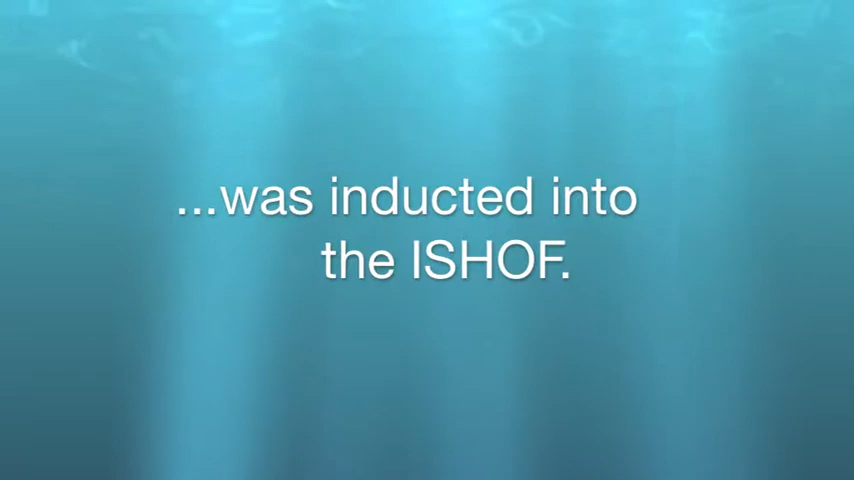 ...was inducted into
the ISHOF.